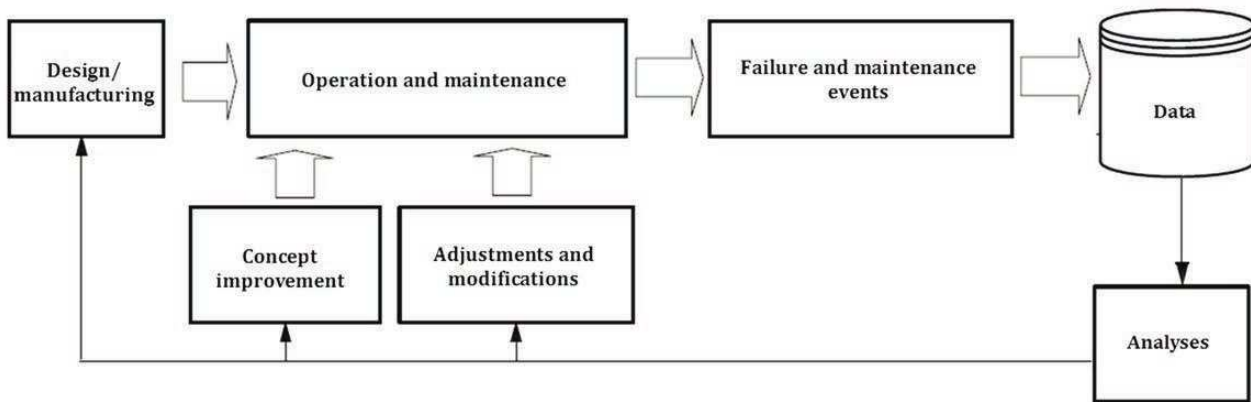 Design/
manufacturing
Operation and maintenance
Failure and maintenance
events
Data
Concept
improvement
Adjustments and
modifications
Analyses